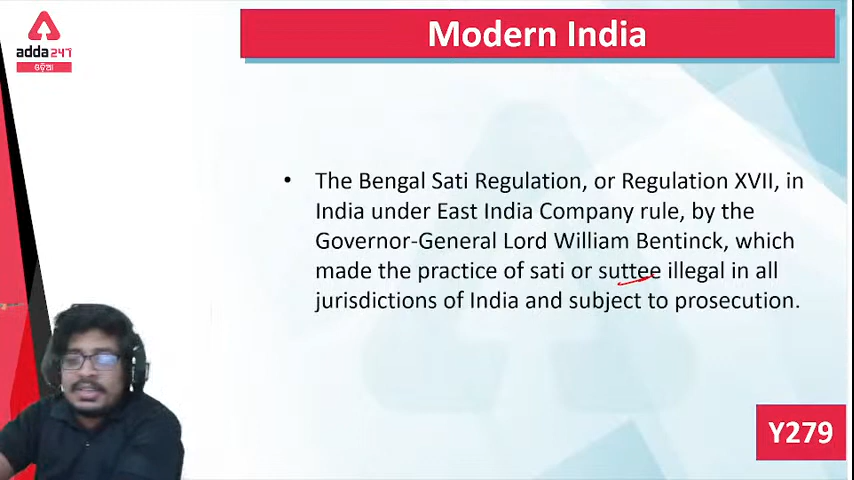 Modern India
adda247
ଓଡ଼ିଆ
• The Bengal Sati Regulation, or Regulation XVII, in
India under East India Company rule, by the
Governor-General Lord William Bentinck, which
made the practice of sati or suttee illegal in all
jurisdictions of India and subject to prosecution.
Y279